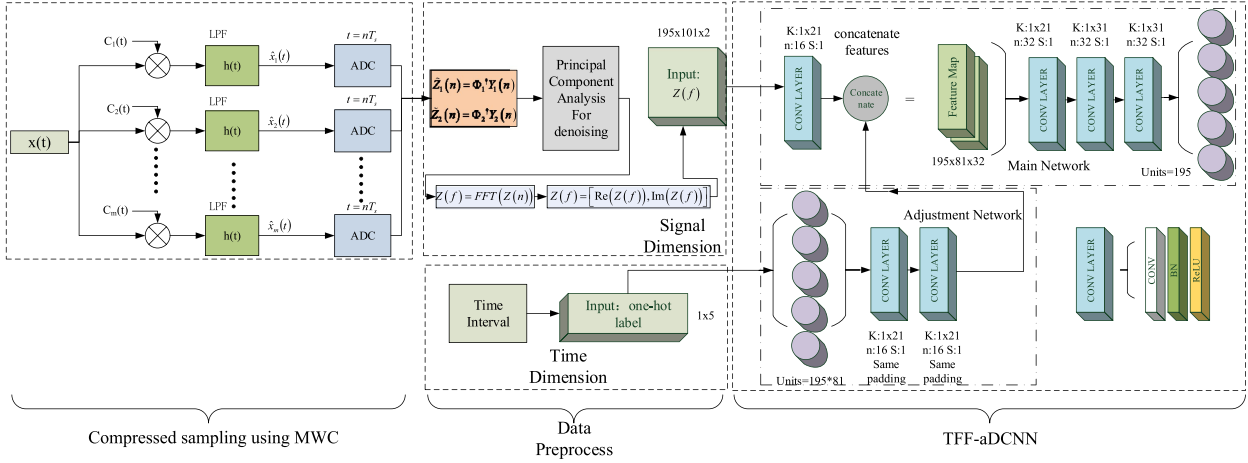 C₁(t)
LPF
h(t)
x̂₁(t)
t = nTₛ
ADC
C₂(t)
LPF
h(t)
x̂₂(t)
t = nTₛ
ADC
x(t)
Cₘ(t)
LPF
h(t)
x̂ₘ(t)
t = nTₛ
ADC
Compressed sampling using MWC
Z̃₁(n)=Φ₁†Y₁(n)
Z̃₂(n)=Φ₂†Y₂(n)
Principal
Component
Analysis
For
denoising
195x101x2
Input:
Z(f)
Z(f)=FFT(Z(n))
Z(f)=[Re(Z(f)),Im(Z(f))]
Signal
Dimension
Time
Interval
Input: one-hot
label
1x5
Time
Dimension
Data
Preprocess
K:1x21
n:16 S:1
CONV LAYER
concatenate
features
Concate
nate
=
Feature Map
195x81x32
K:1x21
n:32 S:1
CONV LAYER
K:1x31
n:32 S:1
CONV LAYER
K:1x31
n:32 S:1
CONV LAYER
Main Network
Units=195
Adjustment Network
CONV LAYER
CONV LAYER
K:1x21
n:16 S:1
Same
padding
K:1x21
n:16 S:1
Same
padding
Units=195*81
CONV LAYER
CONV
BN
ReLU
TFF-aDCNN